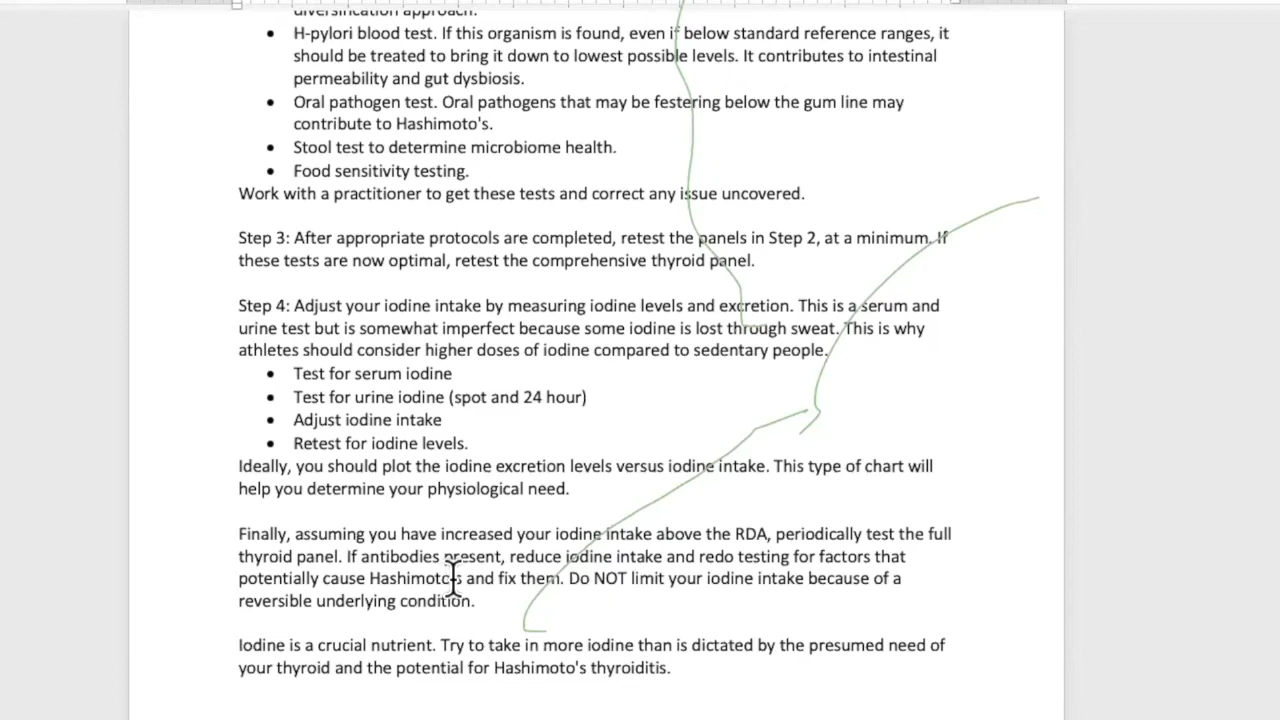 diversification approach.
• H-pylori blood test. If this organism is found, even if below standard reference ranges, it
should be treated to bring it down to lowest possible levels. It contributes to intestinal
permeability and gut dysbiosis.
• Oral pathogen test. Oral pathogens that may be festering below the gum line may
contribute to Hashimoto's.
• Stool test to determine microbiome health.
• Food sensitivity testing.
Work with a practitioner to get these tests and correct any issue uncovered.
Step 3: After appropriate protocols are completed, retest the panels in Step 2, at a minimum. If
these tests are now optimal, retest the comprehensive thyroid panel.
Step 4: Adjust your iodine intake by measuring iodine levels and excretion. This is a serum and
urine test but is somewhat imperfect because some iodine is lost through sweat. This is why
athletes should consider higher doses of iodine compared to sedentary people.
• Test for serum iodine
• Test for urine iodine (spot and 24 hour)
• Adjust iodine intake
• Retest for iodine levels.
Ideally, you should plot the iodine excretion levels versus iodine intake. This type of chart will
help you determine your physiological need.
Finally, assuming you have increased your iodine intake above the RDA, periodically test the full
thyroid panel. If antibodies present, reduce iodine intake and redo testing for factors that
potentially cause Hashimoto's and fix them. Do NOT limit your iodine intake because of a
reversible underlying condition.
Iodine is a crucial nutrient. Try to take in more iodine than is dictated by the presumed need of
your thyroid and the potential for Hashimoto's thyroiditis.